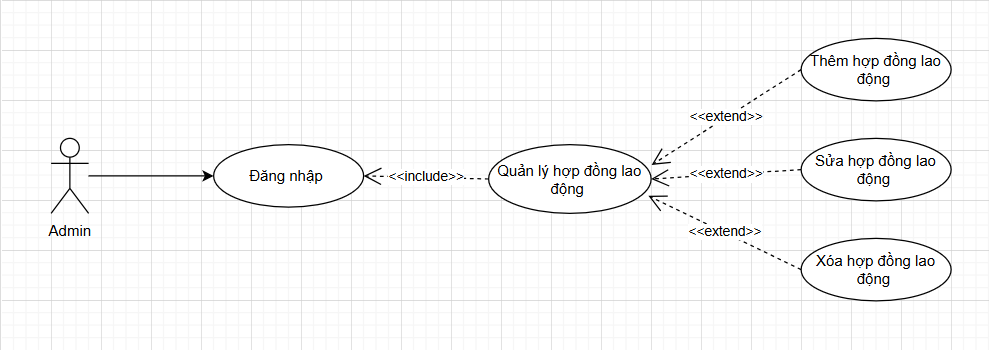 Admin
Đăng nhập
<<include>>
Quản lý hợp đồng lao
động
<<extend>>
<<extend>>
<<extend>>
Thêm hợp đồng lao
động
Sửa hợp đồng lao
động
Xóa hợp đồng lao
động